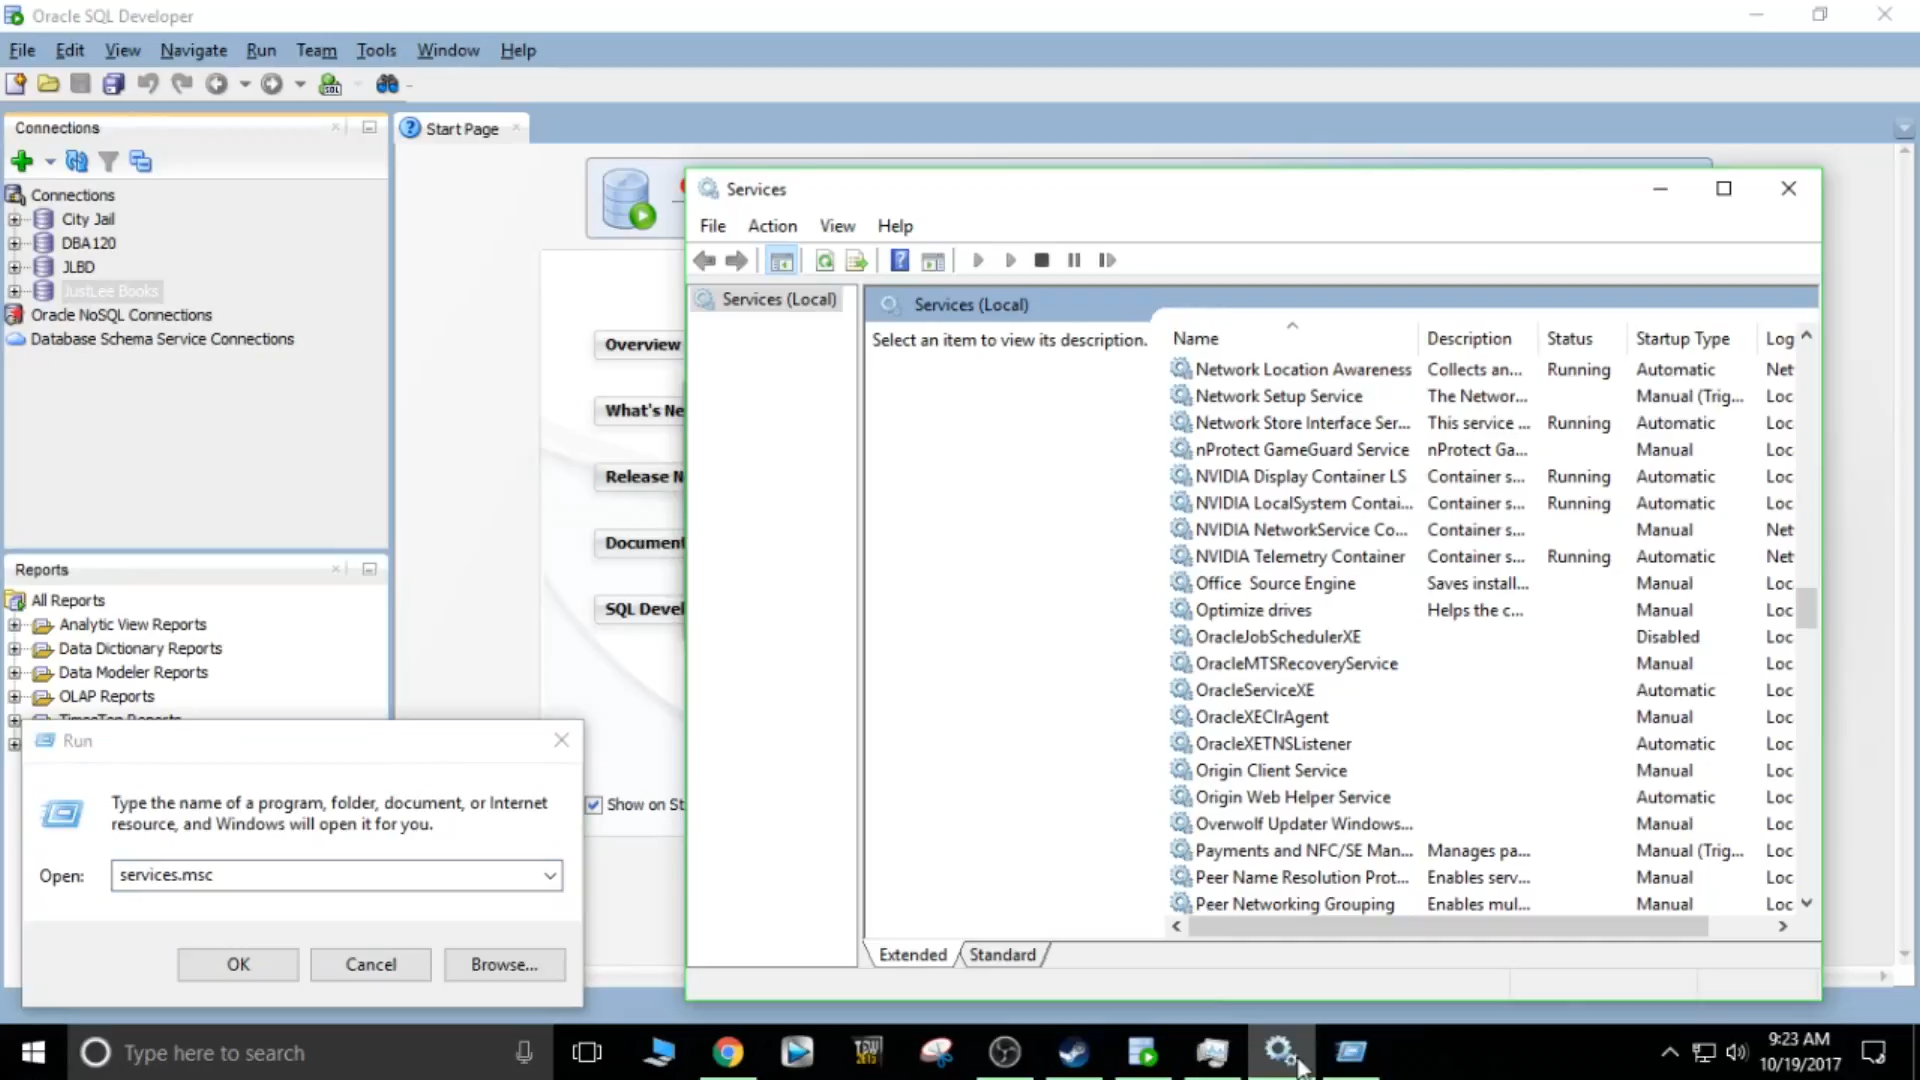 Oracle SQL Developer
File Edit View Navigate Run Team Tools Window Help
Connections
Start Page
Connections
City Jail
DBA120
JLBD
JustLee Books
Oracle NoSQL Connections
Database Schema Service Connections
Reports
All Reports
Analytic View Reports
Data Dictionary Reports
Data Modeler Reports
OLAP Reports
TimesTen Reports
Overview
What's Ne
Release N
Document
SQL Devel
Show on St
Services
File Action View Help
Services (Local)
Services (Local)
Select an item to view its description.
Name Description Status Startup Type Log
Network Location Awareness Collects an... Running Automatic Net
Network Setup Service The Networ... Manual (Trig... Loc
Network Store Interface Ser... This service ... Running Automatic Loc
nProtect GameGuard Service nProtect Ga... Manual Loc
NVIDIA Display Container LS Container s... Running Automatic Loc
NVIDIA LocalSystem Contai... Container s... Running Automatic Loc
NVIDIA NetworkService Co... Container s... Manual Net
NVIDIA Telemetry Container Container s... Running Automatic Net
Office Source Engine Saves install... Manual Loc
Optimize drives Helps the c... Manual Loc
OracleJobSchedulerXE Disabled Loc
OracleMTSRecoveryService Manual Loc
OracleServiceXE Automatic Loc
OracleXEClrAgent Manual Loc
OracleXETNSListener Automatic Loc
Origin Client Service Manual Loc
Origin Web Helper Service Automatic Loc
Overwolf Updater Windows... Manual Loc
Payments and NFC/SE Man... Manages pa... Manual (Trig... Loc
Peer Name Resolution Prot... Enables serv... Manual Loc
Peer Networking Grouping Enables mul... Manual Loc
Extended Standard
Run
Type the name of a program, folder, document, or Internet
resource, and Windows will open it for you.
Open: services.msc
OK Cancel Browse...
Type here to search
9:23 AM
10/19/2017